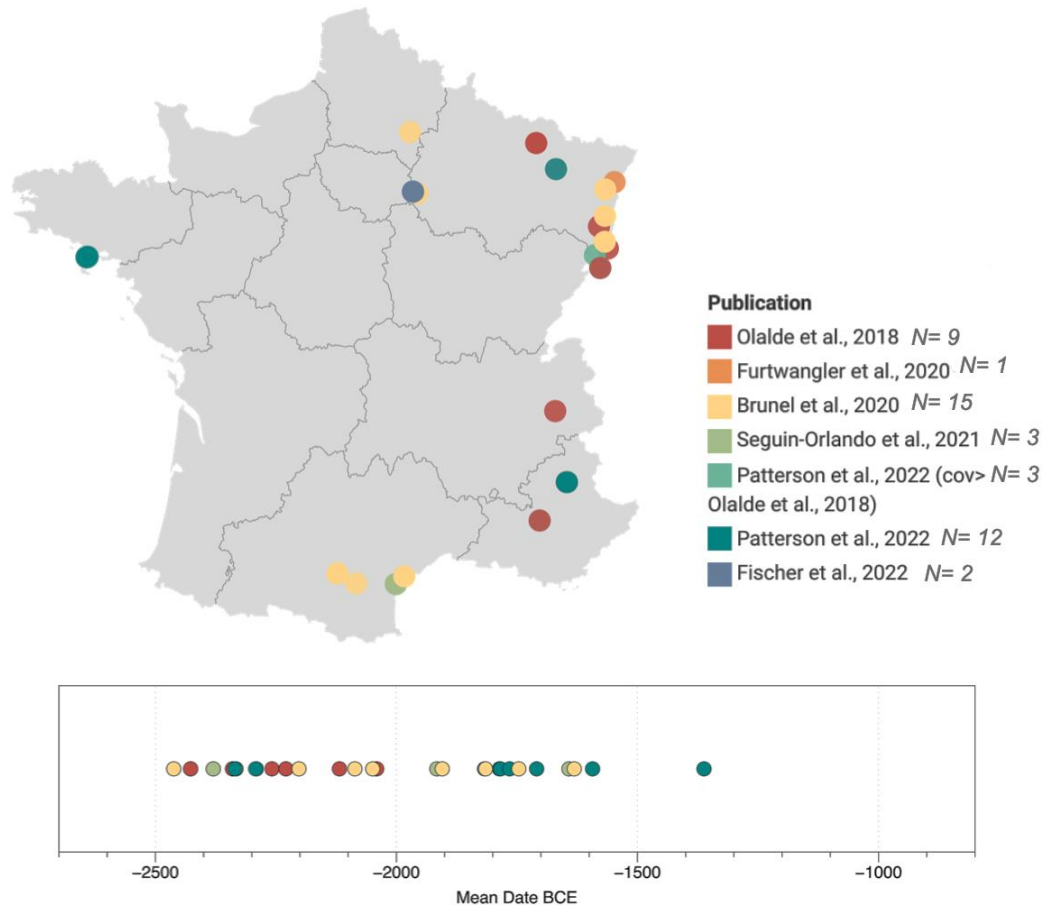 Publication
Olalde et al., 2018 N= 9
Furtwangler et al., 2020 N= 1
Brunel et al., 2020 N= 15
Seguin-Orlando et al., 2021 N= 3
Patterson et al., 2022 (cov> N= 3
Olalde et al., 2018)
Patterson et al., 2022 N= 12
Fischer et al., 2022 N= 2
−2500 −2000 −1500 −1000
Mean Date BCE